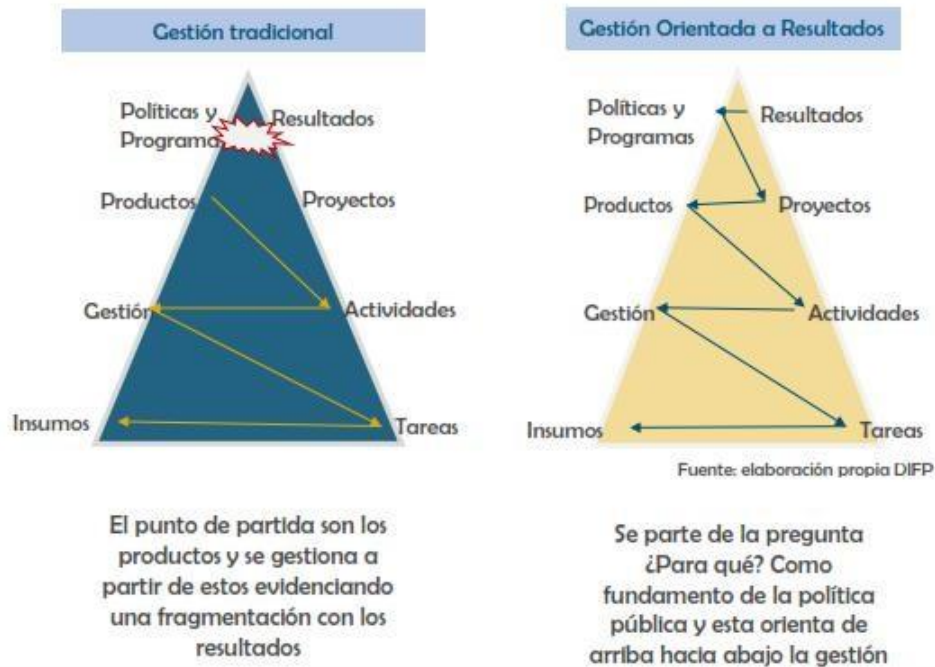 Gestión tradicional
Políticas y
Programa
Resultados
Productos
Proyectos
Gestión
Actividades
Insumos
Tareas
El punto de partida son los
productos y se gestiona a
partir de estos evidenciando
una fragmentación con los
resultados
Gestión Orientada a Resultados
Políticas y
Programas
Resultados
Productos
Proyectos
Gestión
Actividades
Insumos
Tareas
Fuente: elaboración propia DIFP
Se parte de la pregunta
¿Para qué? Como
fundamento de la política
pública y esta orienta de
arriba hacia abajo la gestión